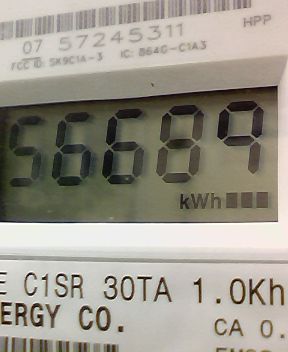 07 57245311
HPP
FCC ID: SK9C1A-3 IC: 864G-C1A3
56689
kWh
E C1SR 30TA 1.0Kh
ERGY CO.
CA 0.